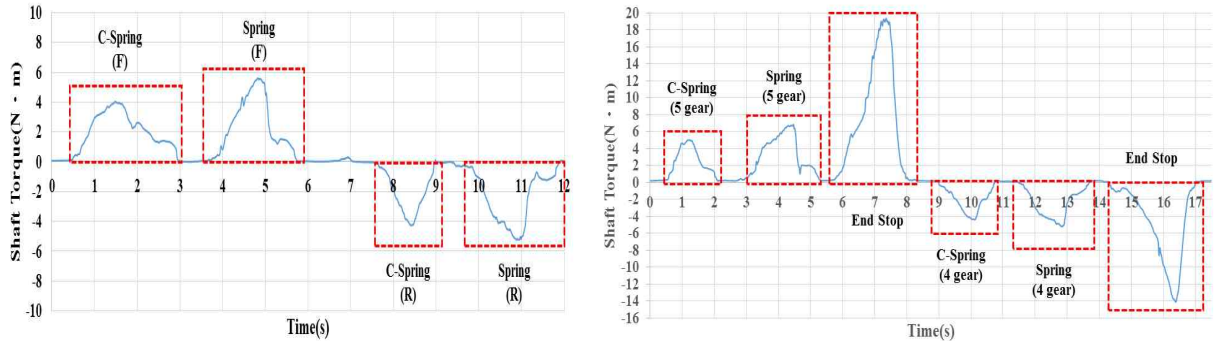 10
8
6
4
2
0
-2
-4
-6
-8
-10
Shaft Torque(N · m)
C-Spring
(F)
Spring
(F)
0 1 2 3 4 5 6 7 8 9 10 11 12
C-Spring
(R)
Spring
(R)
Time(s)
20
18
16
14
12
10
8
6
4
2
0
-2
-4
-6
-8
-10
-12
-14
-16
Shaft Torque(N · m)
C-Spring
(5 gear)
Spring
(5 gear)
End Stop
End Stop
0 1 2 3 4 5 6 7 8 9 10 11 12 13 14 15 16 17
C-Spring
(4 gear)
Spring
(4 gear)
Time(s)